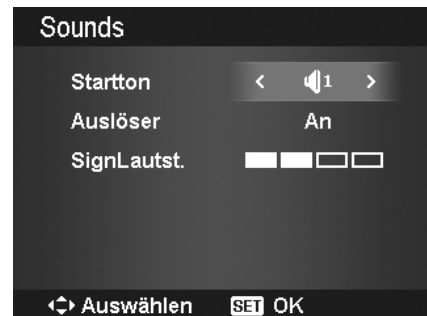 Sounds
Startton < 1 >
Auslöser An
SignLautst.
Auswählen SET OK